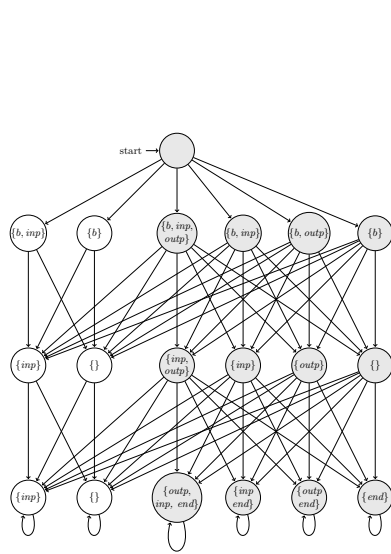 start
{b, inp}
{b}
{b, inp,
outp}
{b, inp}
{b, outp}
{b}
{inp}
{}
{inp,
outp}
{inp}
{outp}
{}
{inp}
{}
{outp,
inp, end}
{inp
end}
{outp
end}
{end}